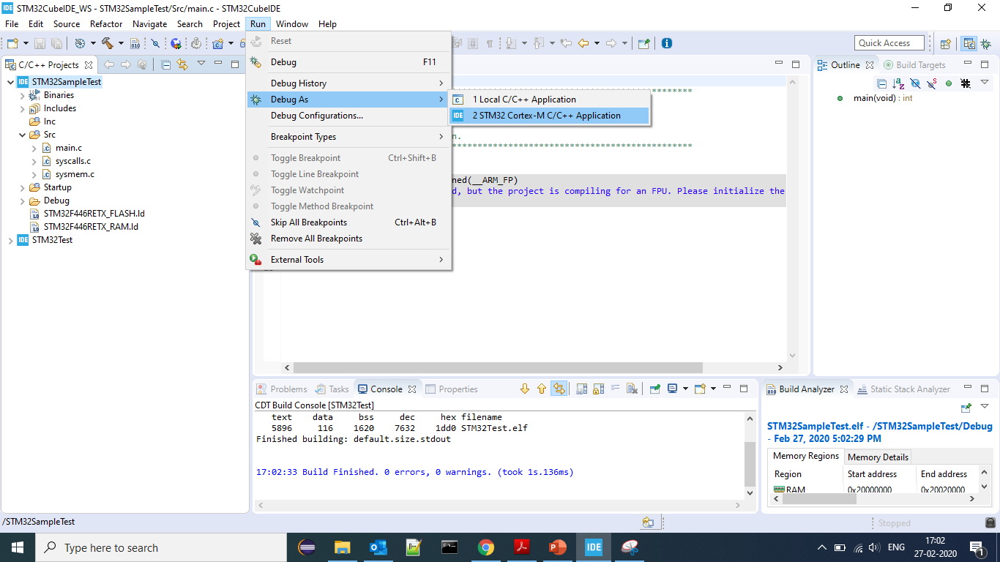 IDE STM32CubeIDE_WS - STM32SampleTest/Src/main.c - STM32CubeIDE
File Edit Source Refactor Navigate Search Project Run Window Help
Quick Access
C/C++ Projects
IDE STM32SampleTest
Binaries
Includes
Inc
Src
main.c
syscalls.c
sysmem.c
Startup
Debug
STM32F446RETX_FLASH.ld
STM32F446RETX_RAM.ld
IDE STM32Test
Reset
Debug F11
Debug History
Debug As
Debug Configurations...
Breakpoint Types
Toggle Breakpoint Ctrl+Shift+B
Toggle Line Breakpoint
Toggle Watchpoint
Toggle Method Breakpoint
Skip All Breakpoints Ctrl+Alt+B
Remove All Breakpoints
External Tools
1 Local C/C++ Application
IDE 2 STM32 Cortex-M C/C++ Application
n.
ned(__ARM_FP)
d, but the project is compiling for an FPU. Please initialize the
Outline Build Targets
main(void) : int
Problems Tasks Console Properties
CDT Build Console [STM32Test]
text data bss dec hex filename
5896 116 1620 7632 1dd0 STM32Test.elf
Finished building: default.size.stdout
17:02:33 Build Finished. 0 errors, 0 warnings. (took 1s.136ms)
Build Analyzer Static Stack Analyzer
STM32SampleTest.elf - /STM32SampleTest/Debug
- Feb 27, 2020 5:02:29 PM
Memory Regions Memory Details
Region Start address End address
RAM 0x20000000 0x20020000
/STM32SampleTest
Stopped
Type here to search
IDE
ENG
17:02
27-02-2020
1